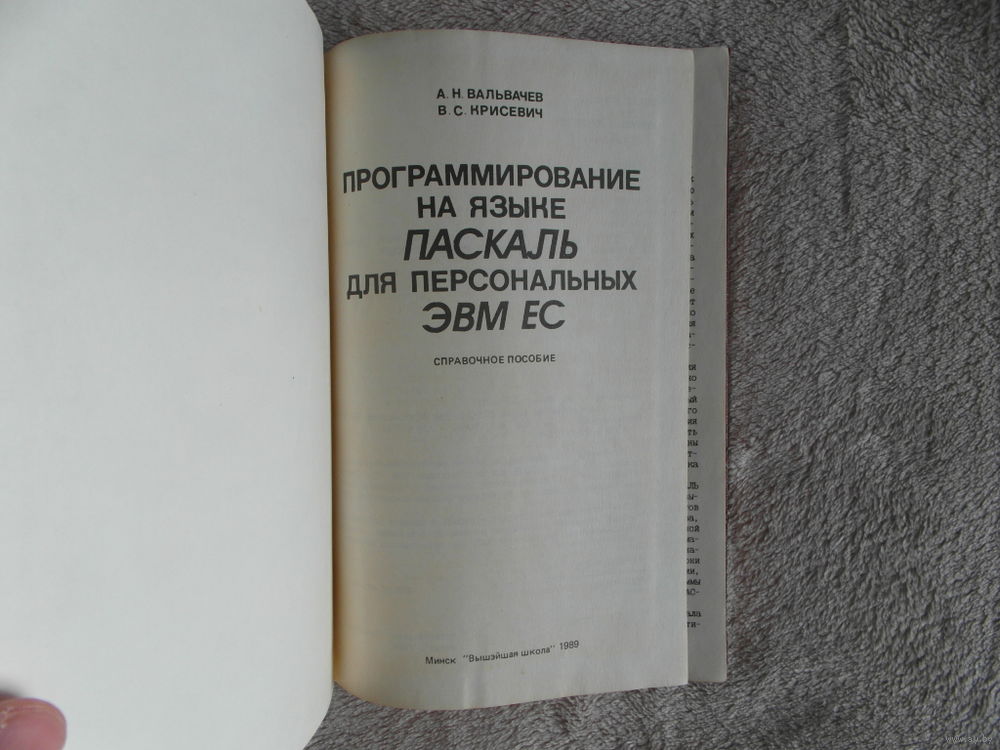 А. Н. ВАЛЬВАЧЕВ
В. С. КРИСЕВИЧ
ПРОГРАММИРОВАНИЕ
НА ЯЗЫКЕ
ПАСКАЛЬ
ДЛЯ ПЕРСОНАЛЬНЫХ
ЭВМ ЕС
СПРАВОЧНОЕ ПОСОБИЕ
Минск "Вышэйшая школа" 1989